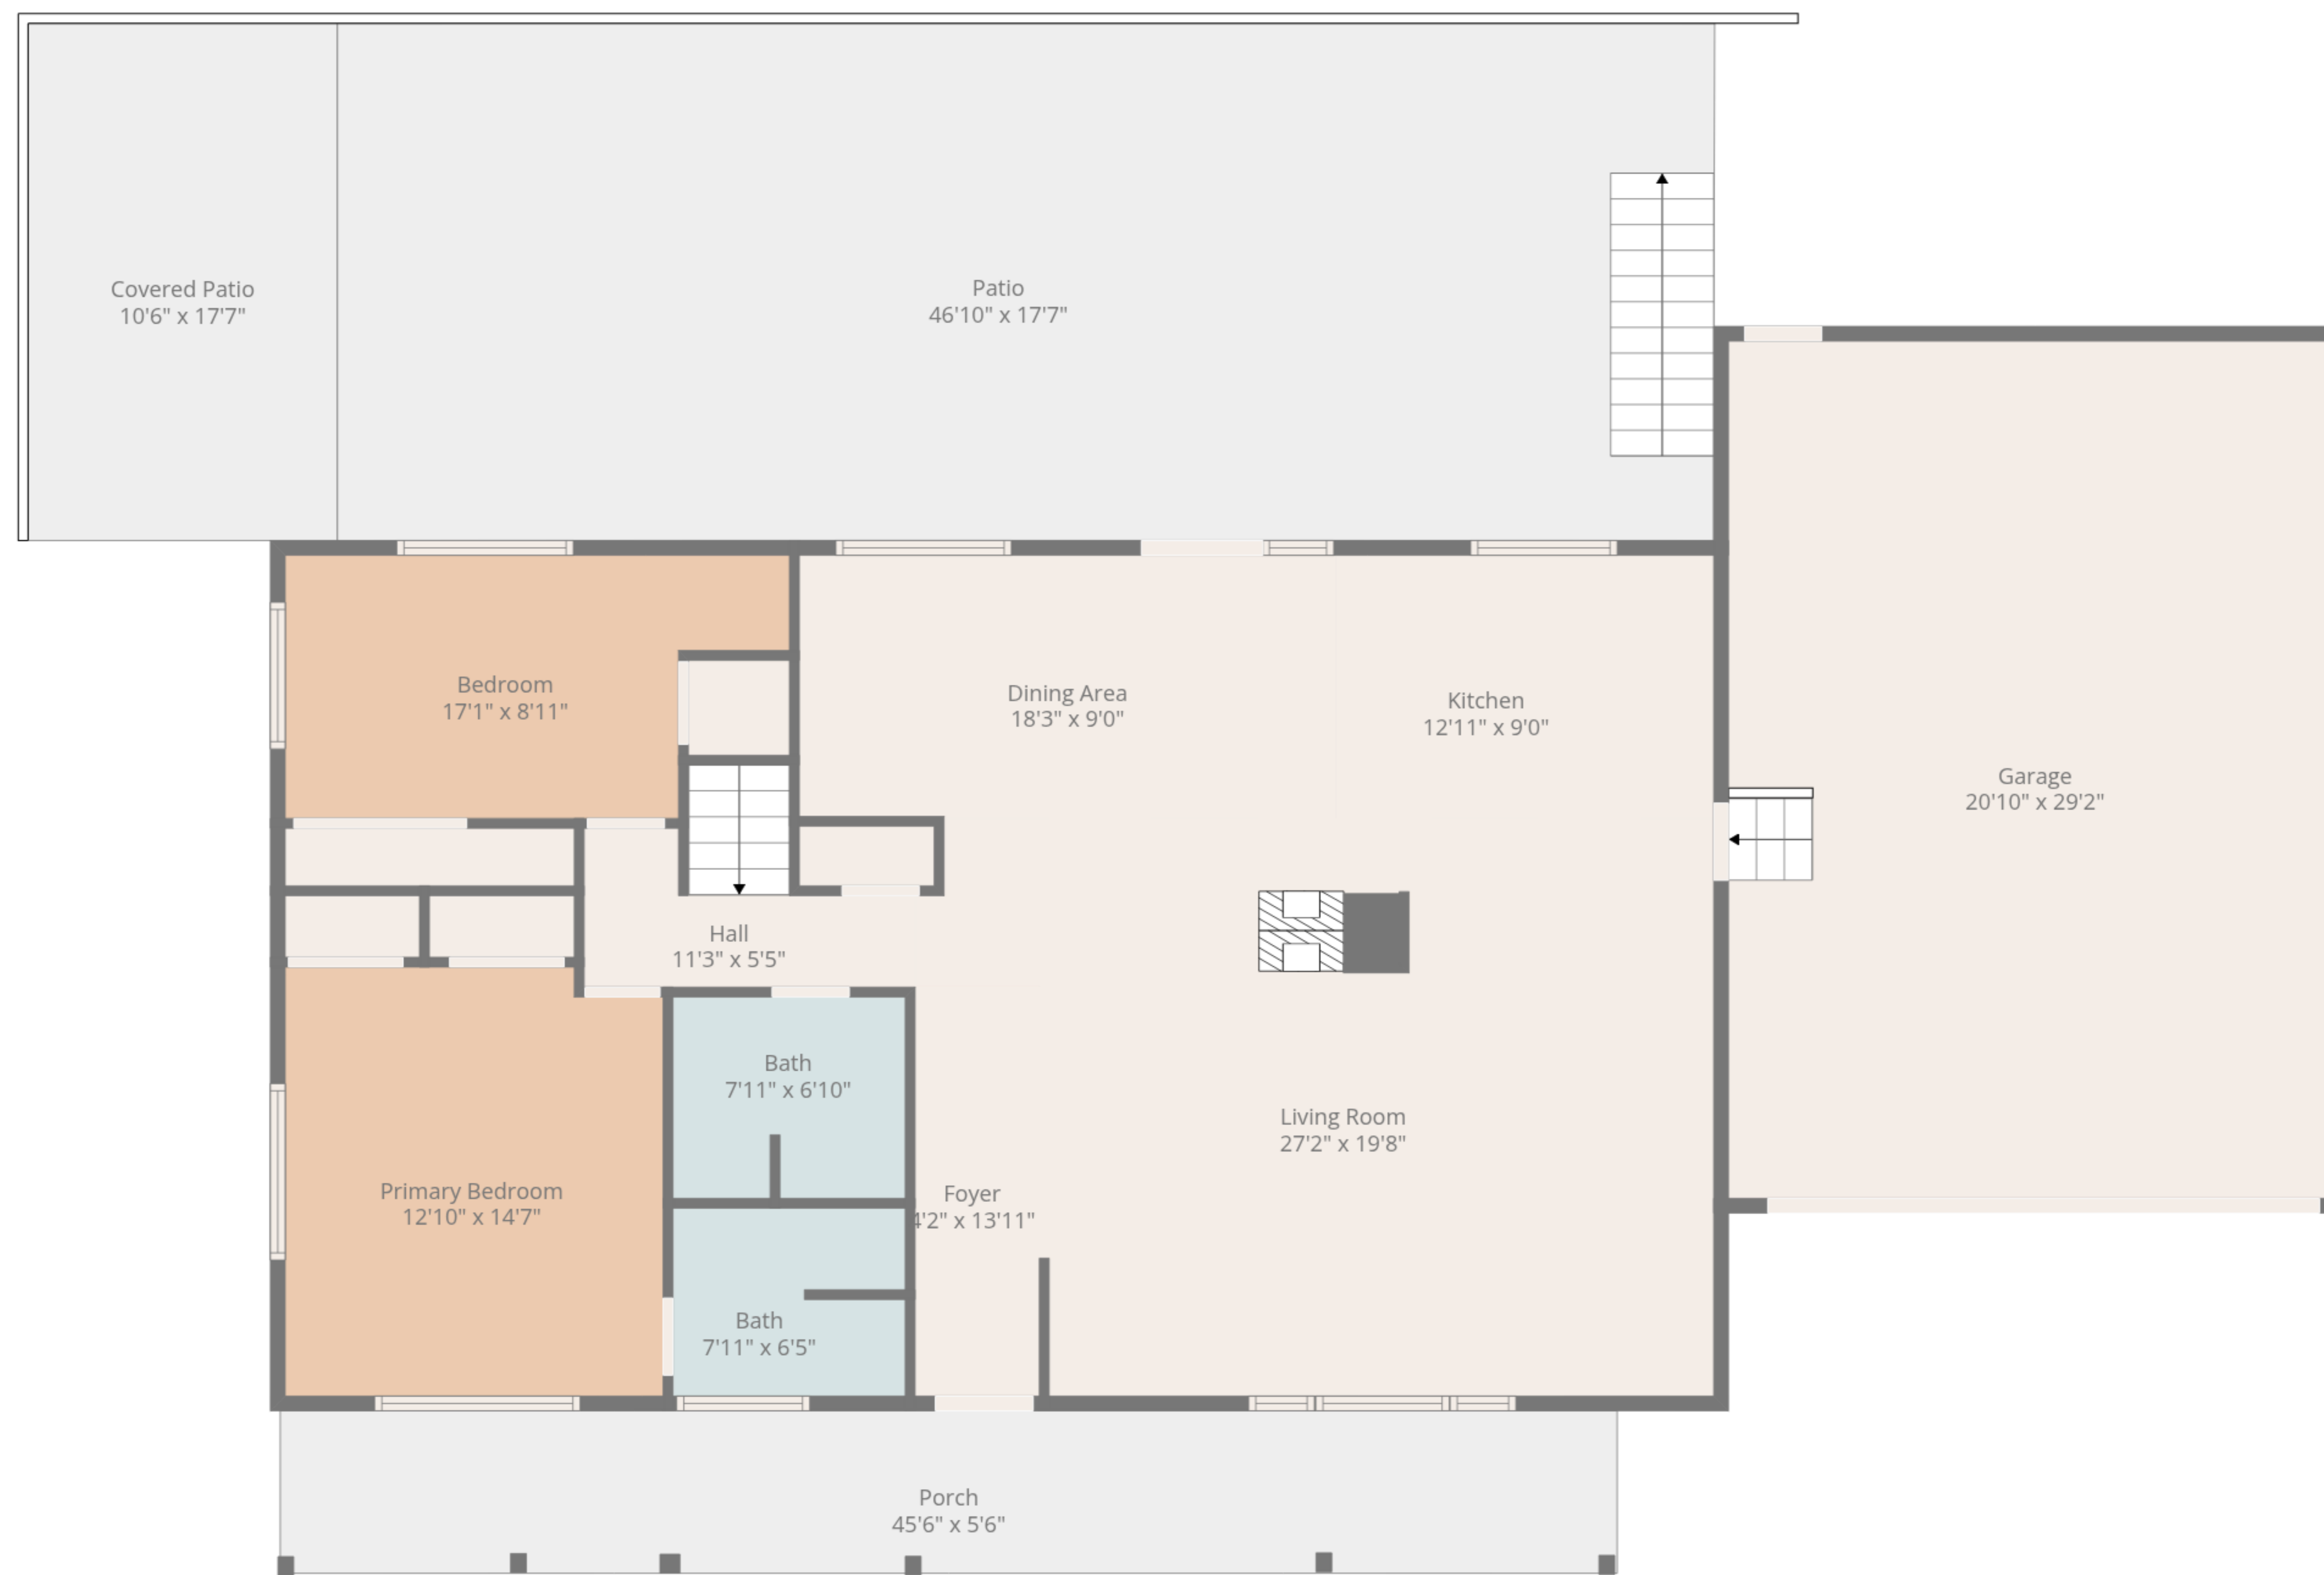 Covered Patio
10'6" x 17'7"
Patio
46'10" x 17'7"
Bedroom
17'1" x 8'11"
Dining Area
18'3" x 9'0"
Kitchen
12'11" x 9'0"
Garage
20'10" x 29'2"
Hall
11'3" x 5'5"
Bath
7'11" x 6'10"
Living Room
27'2" x 19'8"
Primary Bedroom
12'10" x 14'7"
Foyer
4'2" x 13'11"
Bath
7'11" x 6'5"
Porch
45'6" x 5'6"